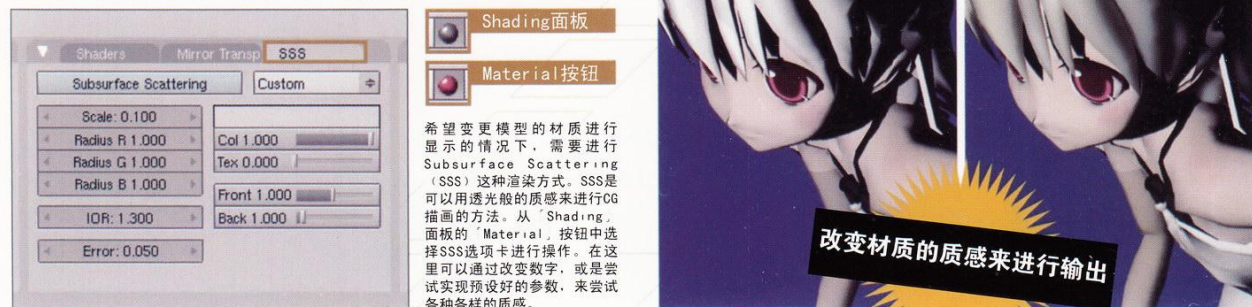 Shaders
Mirror Transp
SSS
Subsurface Scattering
Custom
Scale: 0.100
Radius R 1.000
Radius G 1.000
Radius B 1.000
IOR: 1.300
Error: 0.050
Col 1.000
Tex 0.000
Front 1.000
Back 1.000
Shading面板
Material按钮
希望变更模型的材质进行
显示的情况下，需要进行
Subsurface Scattering
（SSS）这种渲染方式。SSS是
可以用透光般的质感来进行CG
描画的方法。从「Shading」
面板的「Material」按钮中选
择SSS选项卡进行操作。在这
里可以通过改变数字，或是尝
试实现预设好的参数，来尝试
各种各样的质感。
改变材质的质感来进行输出